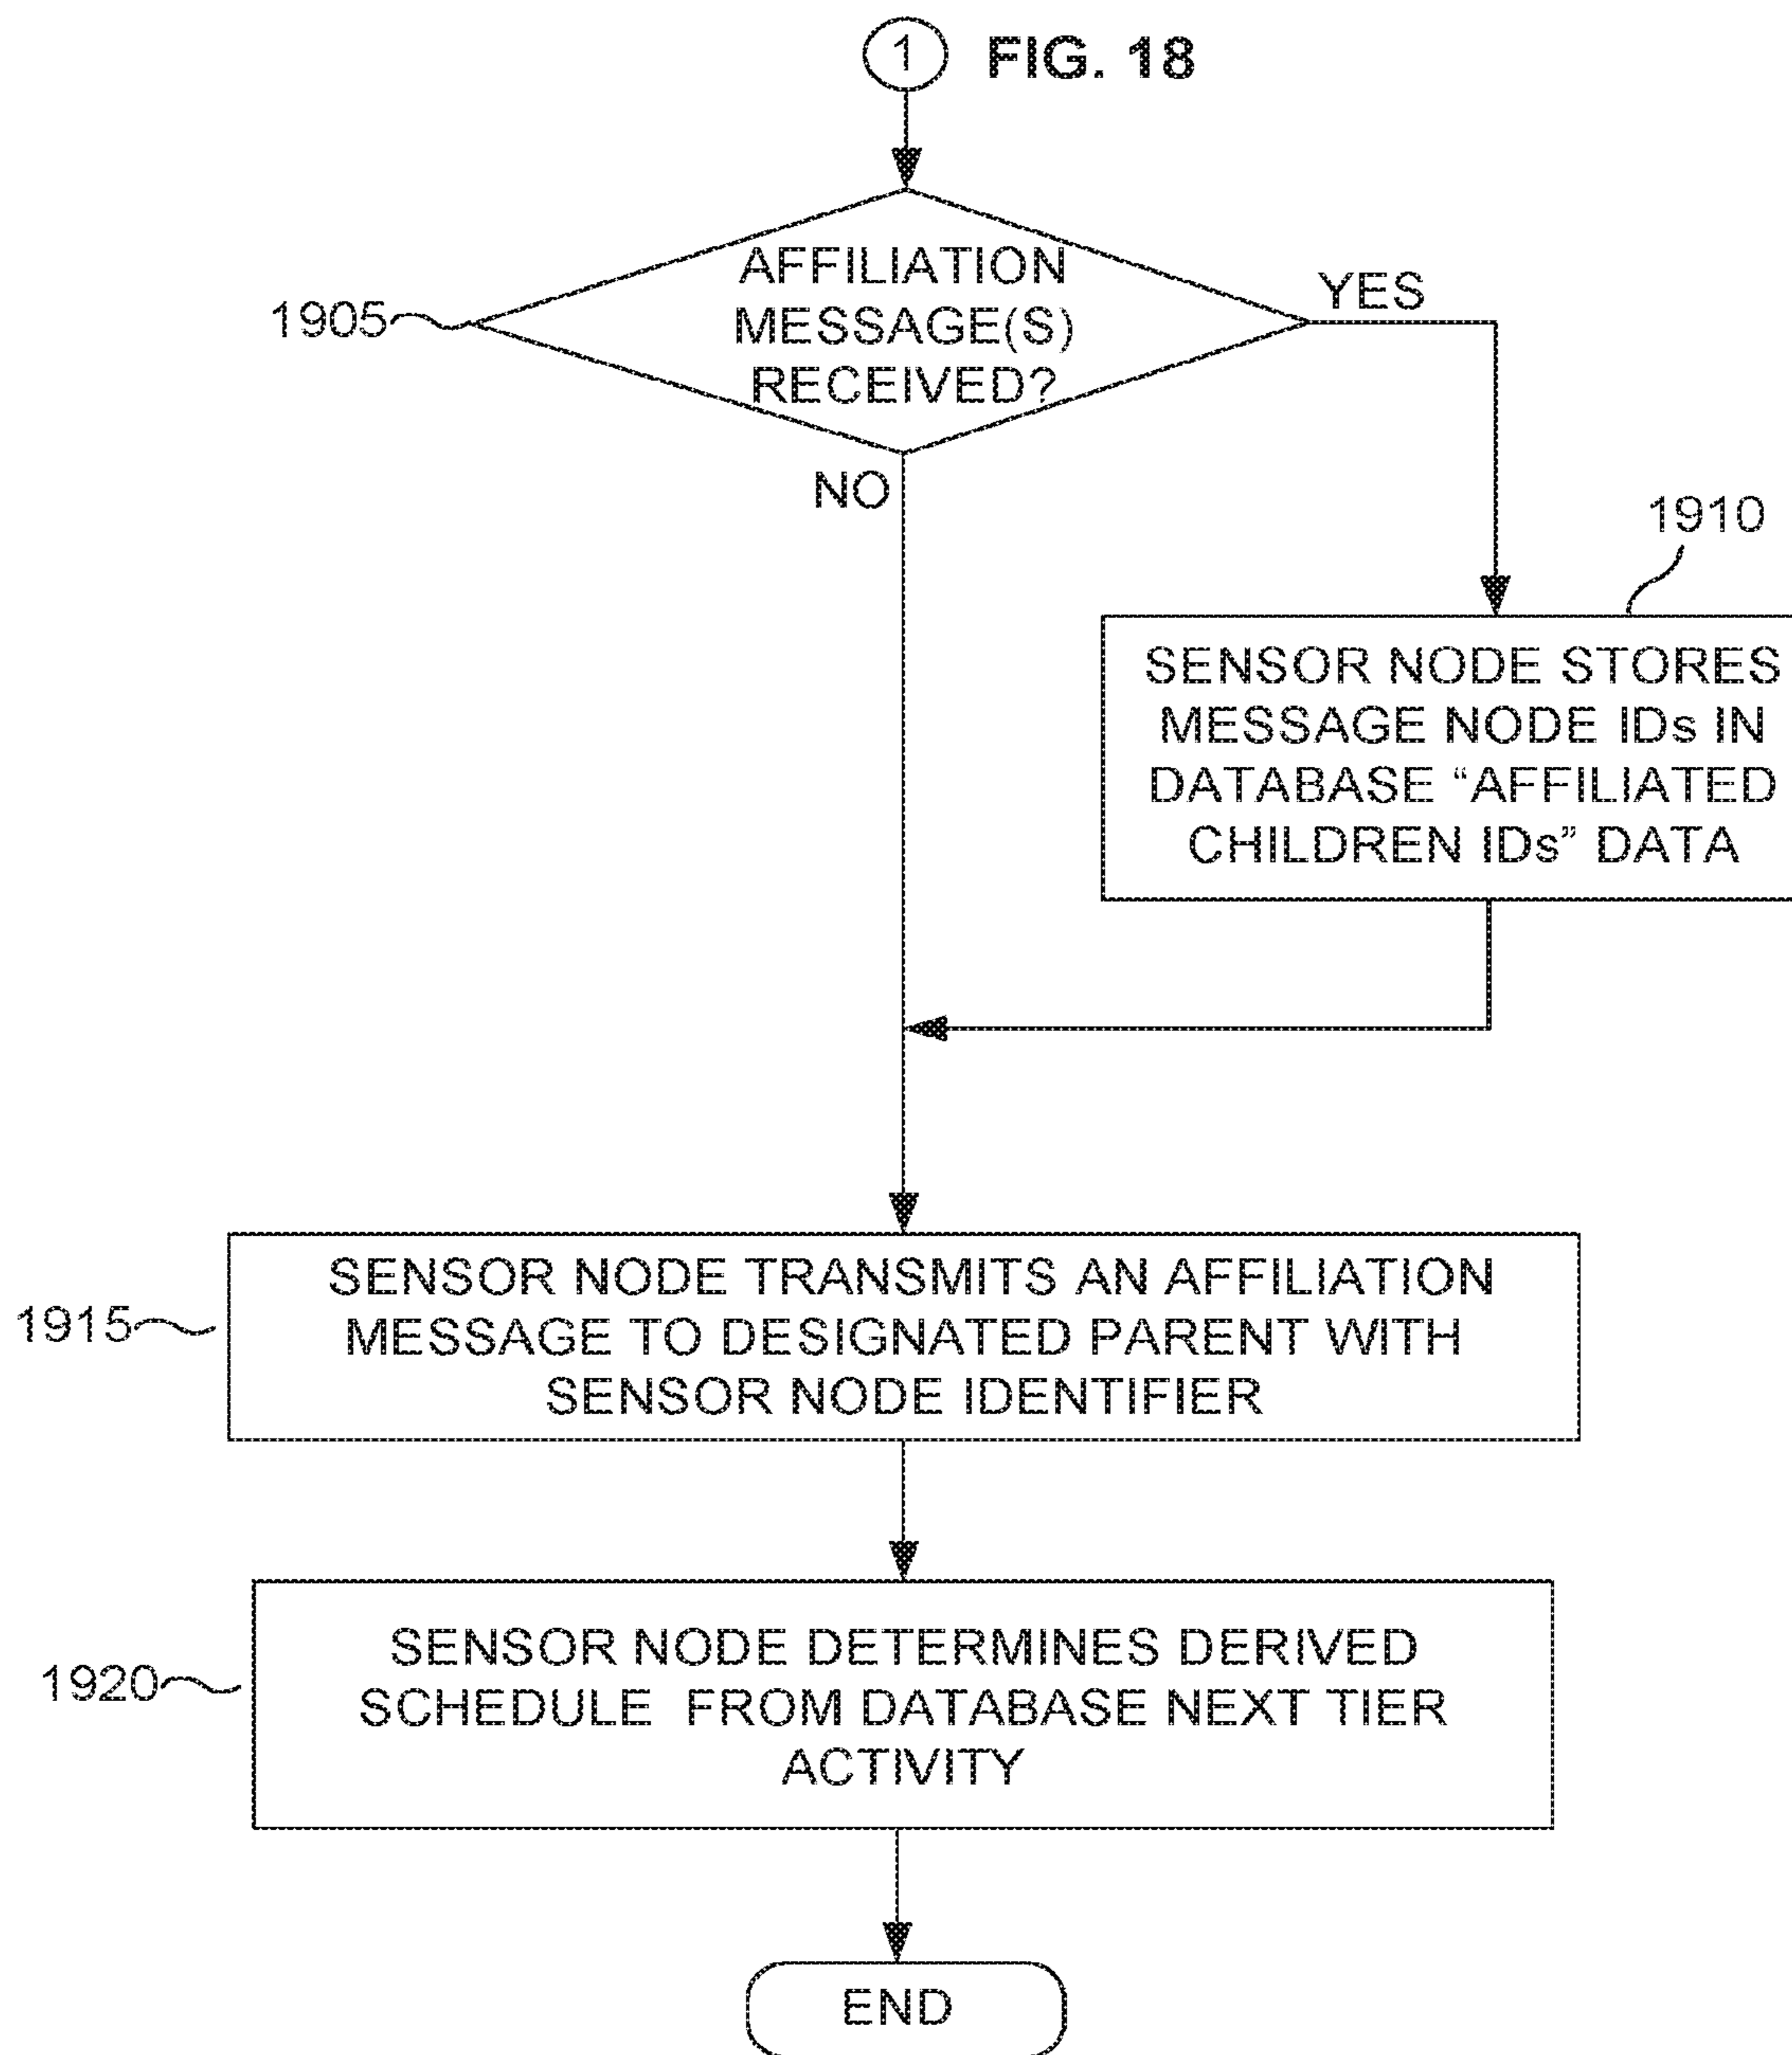 1 FIG. 18
AFFILIATION
MESSAGE(S)
RECEIVED?
1905
YES
NO
1910
SENSOR NODE STORES
MESSAGE NODE IDs IN
DATABASE “AFFILIATED
CHILDREN IDs” DATA
SENSOR NODE TRANSMITS AN AFFILIATION
MESSAGE TO DESIGNATED PARENT WITH
SENSOR NODE IDENTIFIER
1915
SENSOR NODE DETERMINES DERIVED
SCHEDULE FROM DATABASE NEXT TIER
ACTIVITY
1920
END